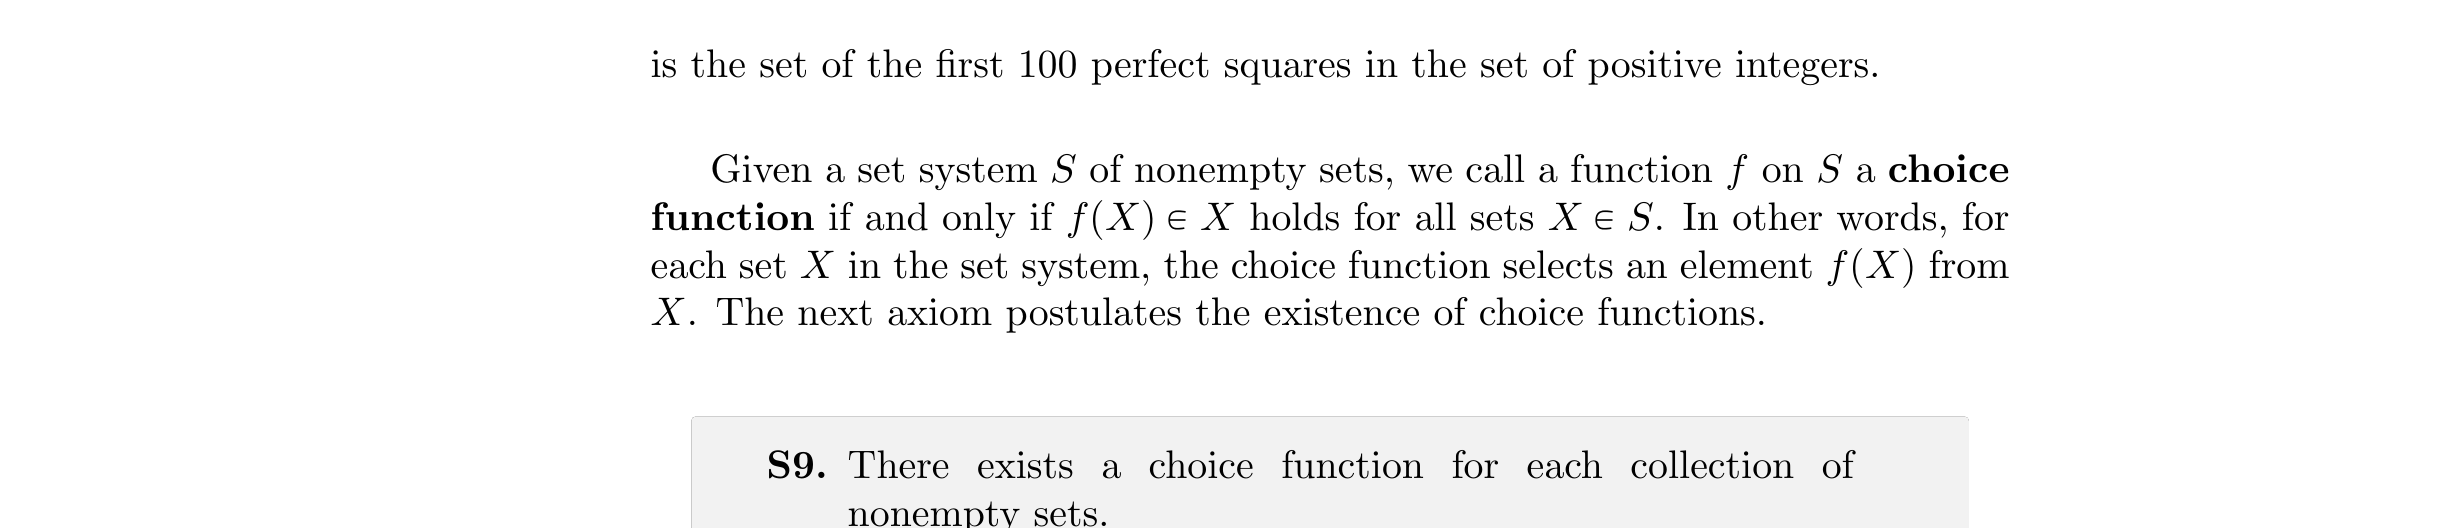 is the set of the first 100 perfect squares in the set of positive integers.
Given a set system S of nonempty sets, we call a function f on S a choice
function if and only if f(X) ∈ X holds for all sets X ∈ S. In other words, for
each set X in the set system, the choice function selects an element f(X) from
X. The next axiom postulates the existence of choice functions.
S9. There exists a choice function for each collection of
nonempty sets.